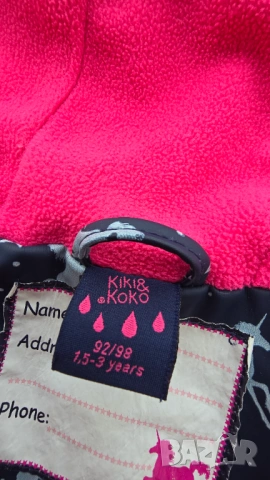 Kiki&
®Koko
92/98
1,5-3 years
Name
Addr
Phone:
BAZAR